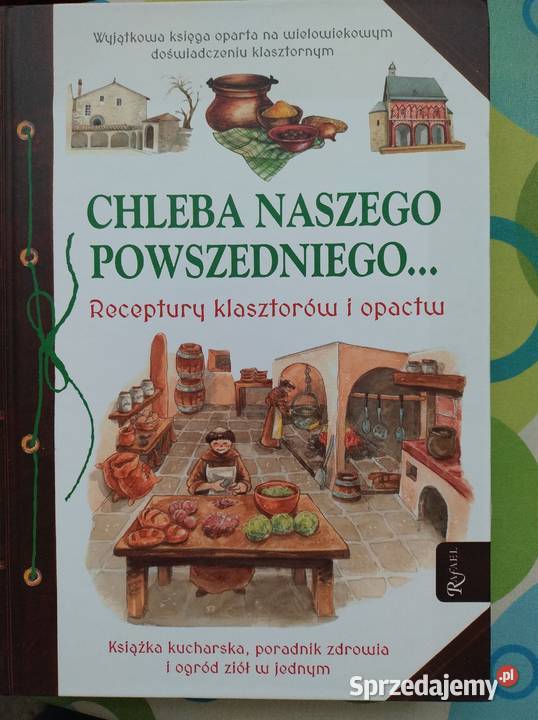 Wyjątkowa księga oparta na wielowiekowym
doświadczeniu klasztornym
CHLEBA NASZEGO
POWSZEDNIEGO...
Receptury klasztorów i opactw
RAFAEL
Książka kucharska, poradnik zdrowia
i ogród ziół w jednym
Sprzedajemy.pl